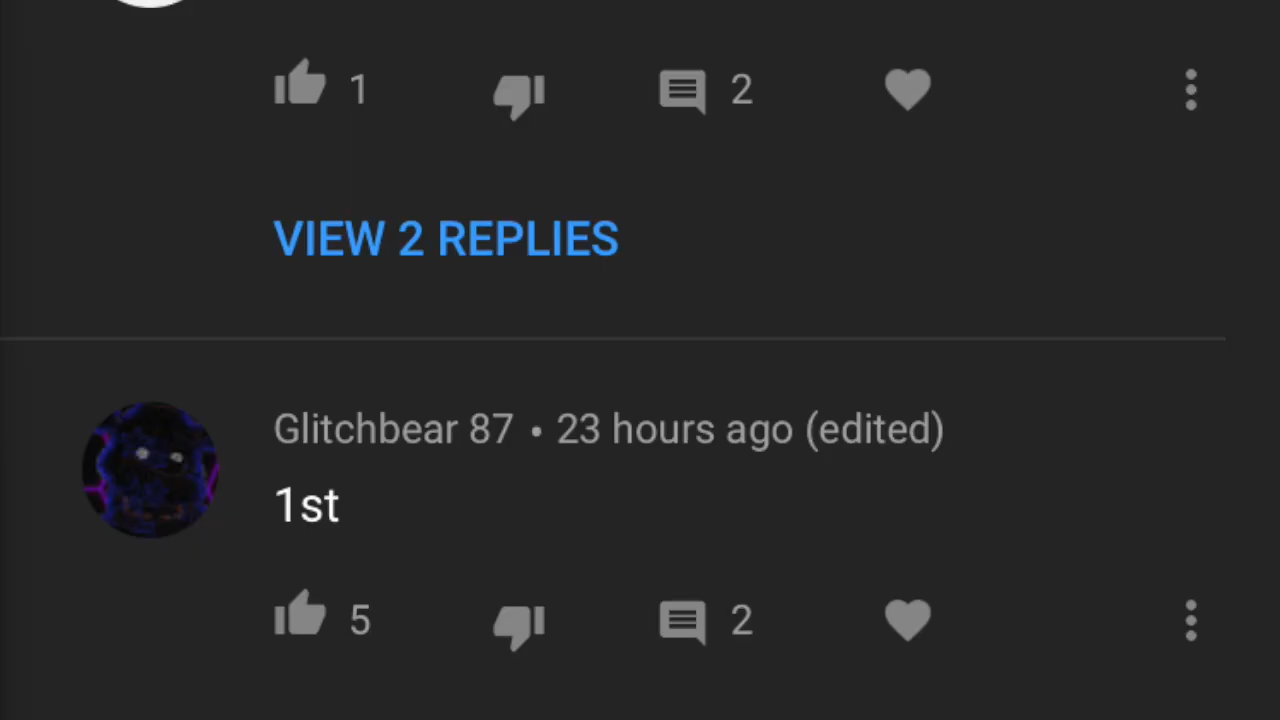 1 2
VIEW 2 REPLIES
Glitchbear 87 • 23 hours ago (edited)
1st
5 2